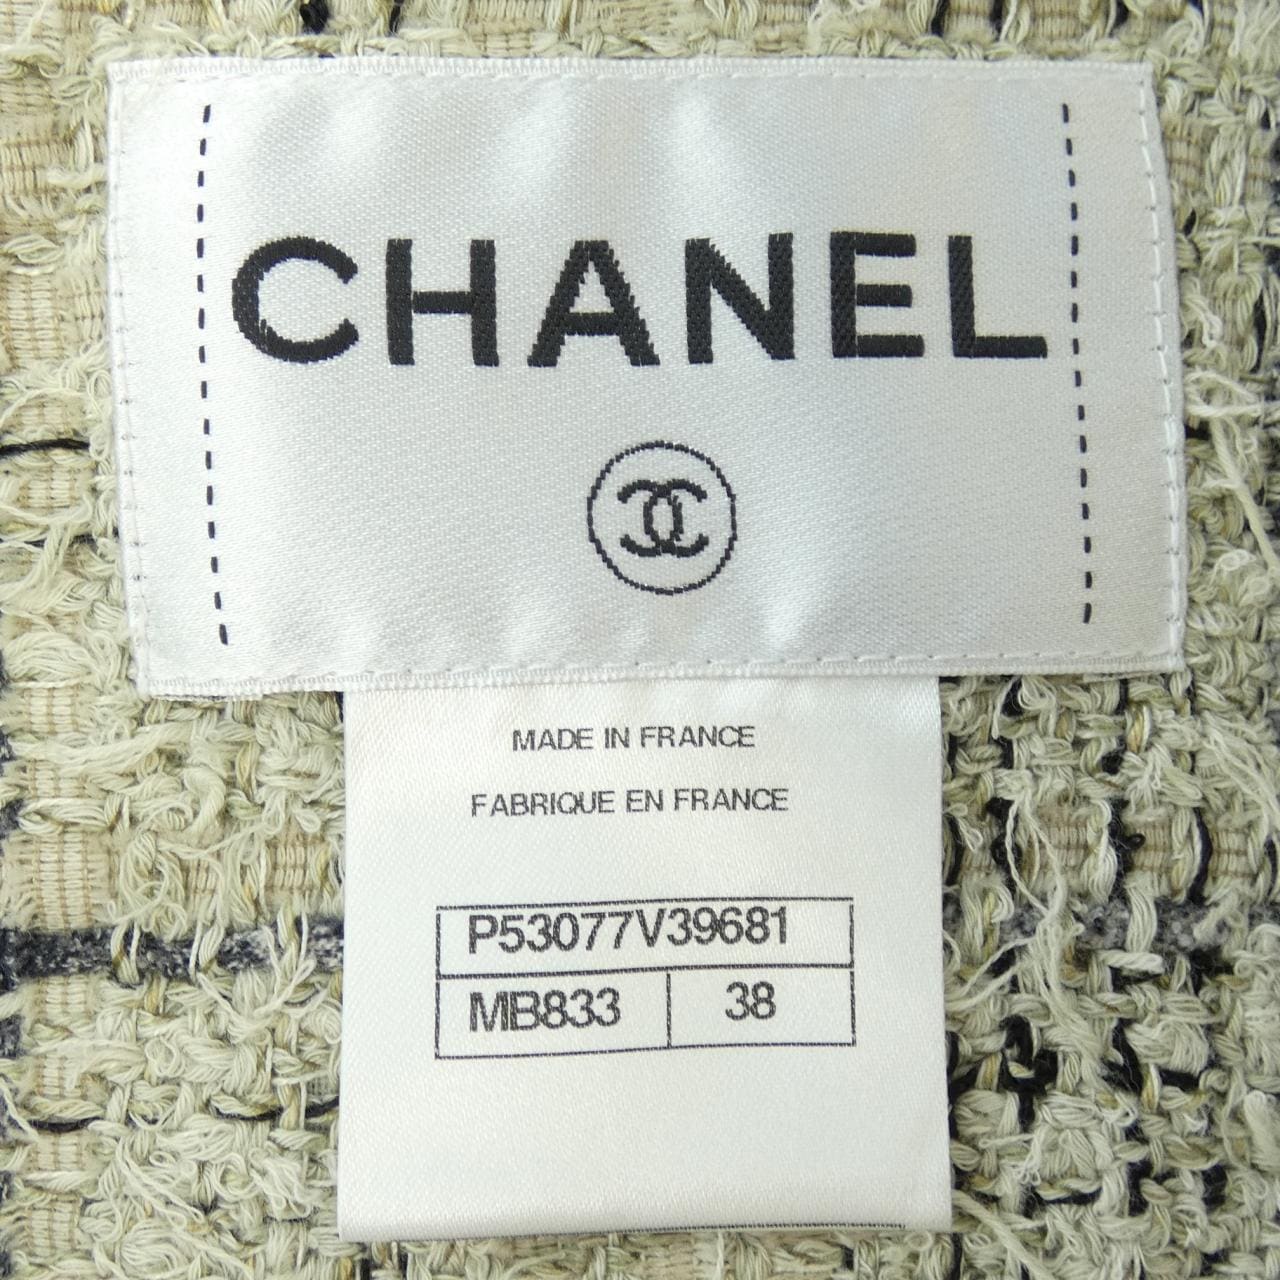 CHANEL
MADE IN FRANCE
FABRIQUE EN FRANCE
P53077V39681
MB833 38